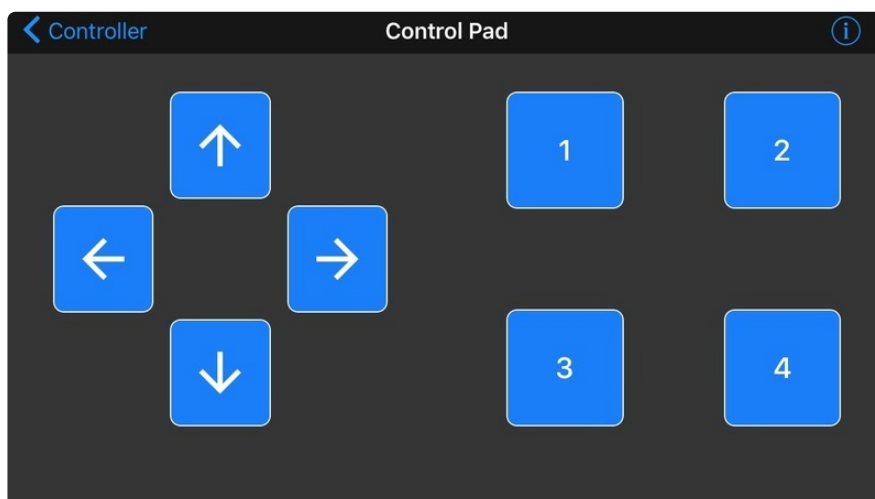 Controller Control Pad i
↑ 1 2
← →
↓ 3 4